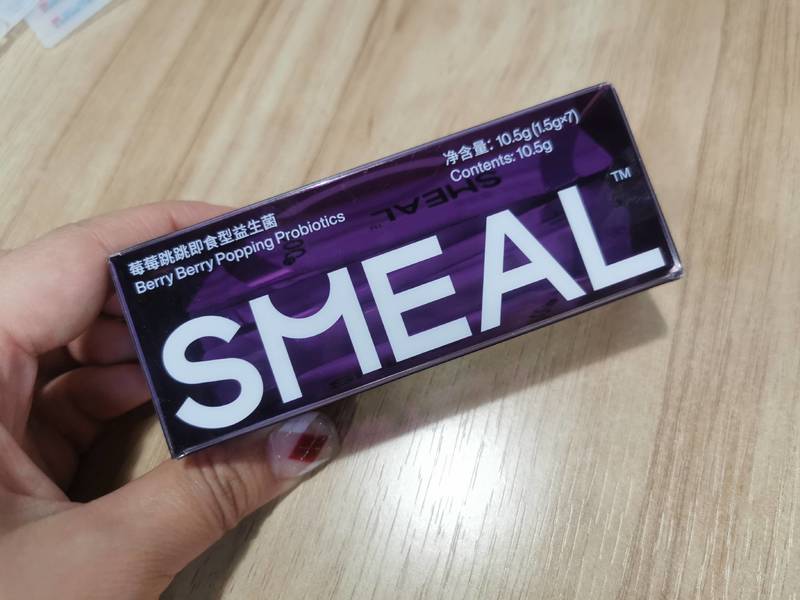 净含量：10.5g(1.5g×7)
Contents: 10.5g
莓莓跳跳即食型益生菌
Berry Berry Popping Probiotics
SMEAL™
SMEAL